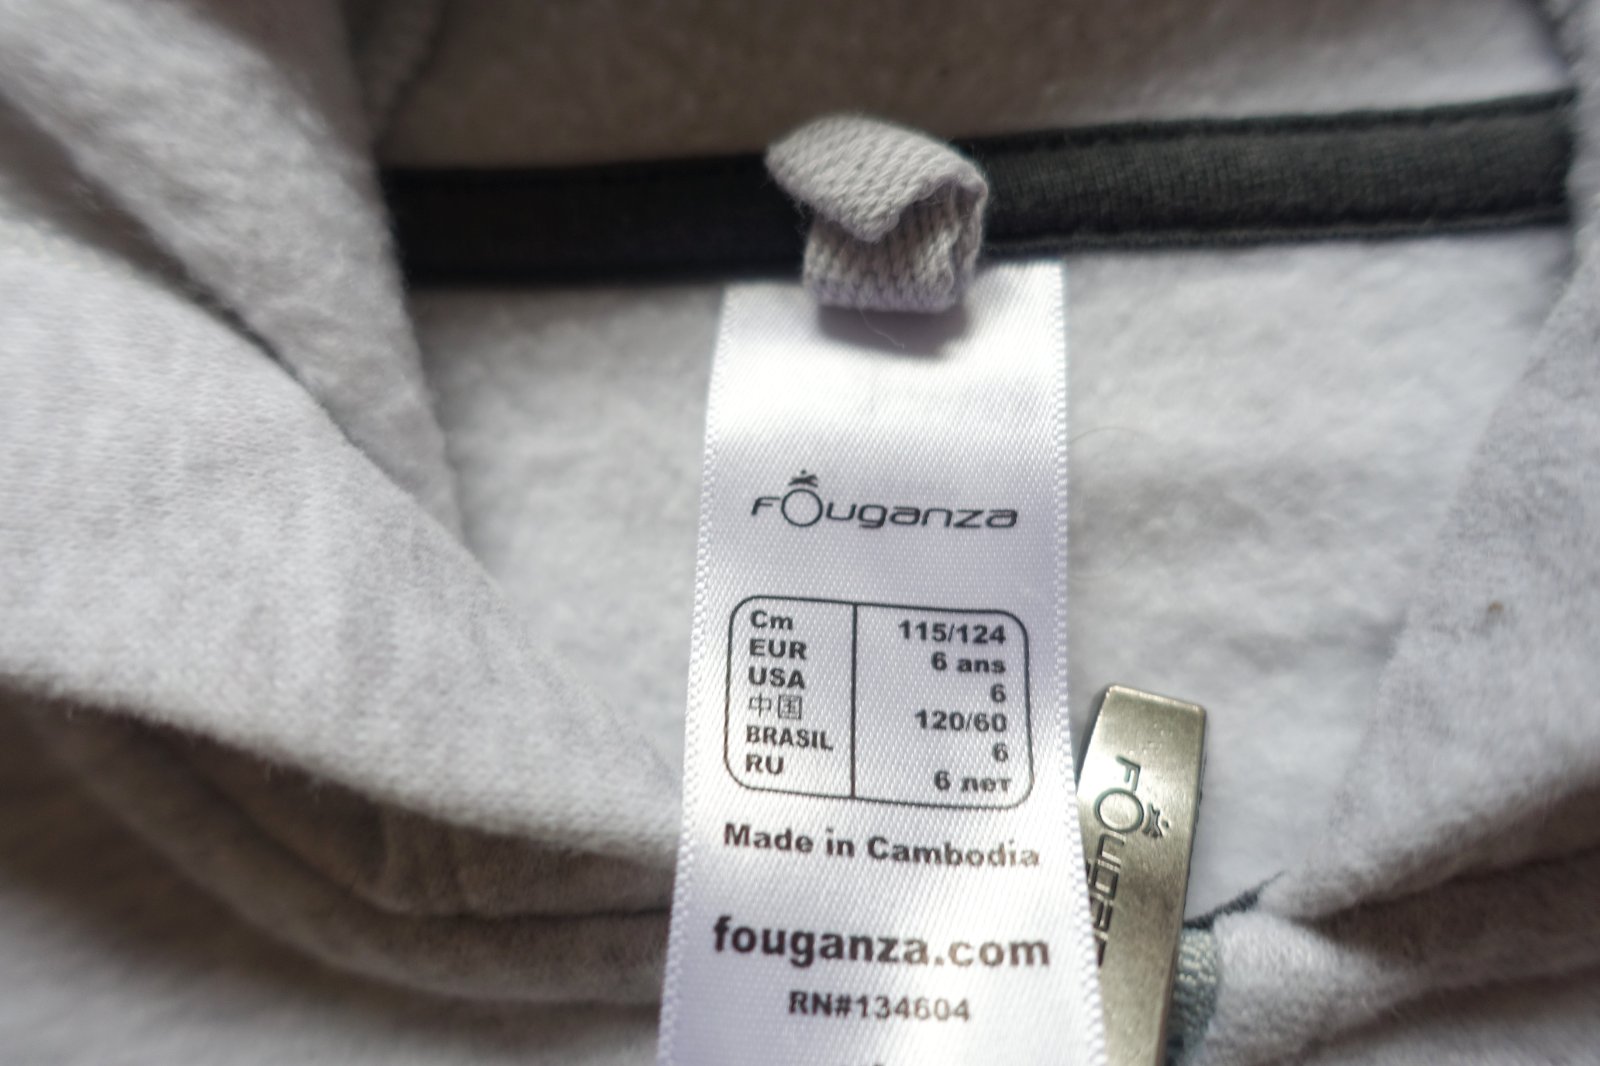 FOuganza
Cm 115/124
EUR 6 ans
USA 6
中国 120/60
BRASIL 6
RU 6 лет
Made in Cambodia
fouganza.com
RN#134604
FOuganza